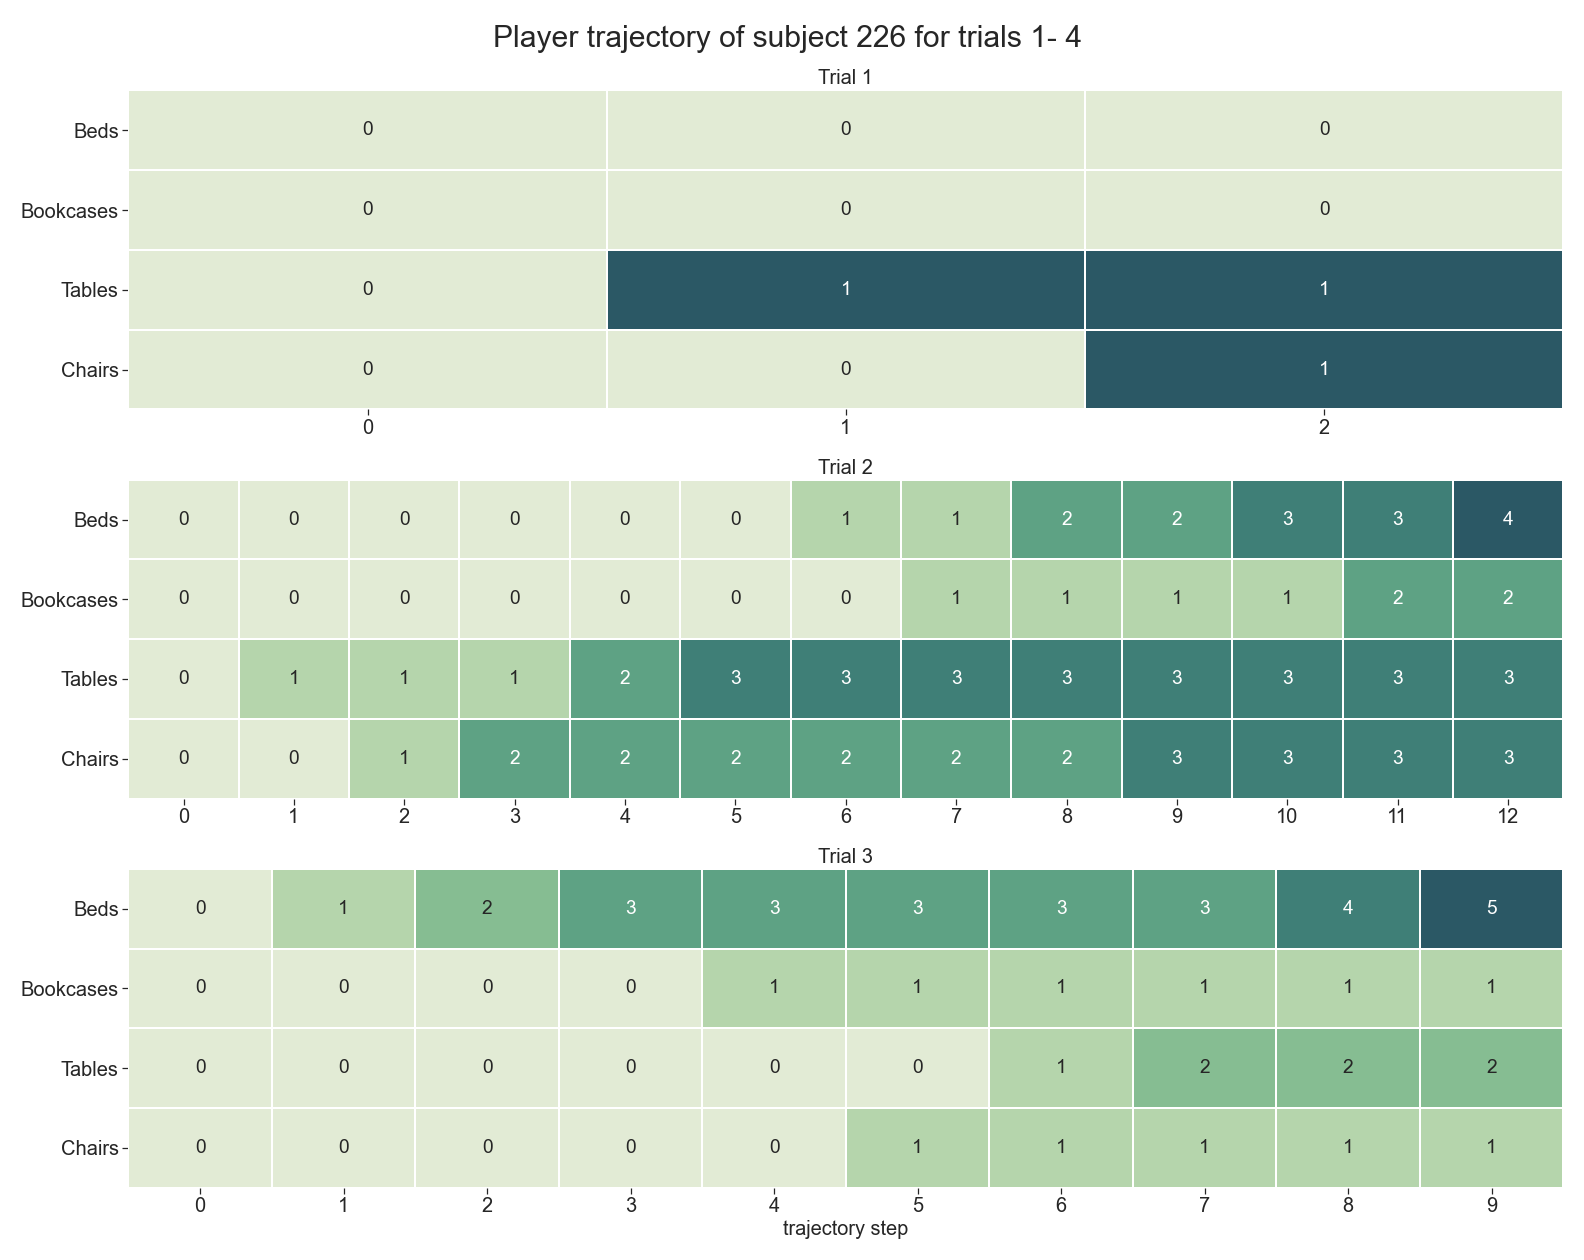 Player trajectory of subject 226 for trials 1- 4
Trial 1
Beds 0 0 0
Bookcases 0 0 0
Tables 0 1 1
Chairs 0 0 1
0 1 2
Trial 2
Beds 0 0 0 0 0 0 1 1 2 2 3 3 4
Bookcases 0 0 0 0 0 0 0 1 1 1 1 2 2
Tables 0 1 1 1 2 3 3 3 3 3 3 3 3
Chairs 0 0 1 2 2 2 2 2 2 3 3 3 3
0 1 2 3 4 5 6 7 8 9 10 11 12
Trial 3
Beds 0 1 2 3 3 3 3 3 4 5
Bookcases 0 0 0 0 1 1 1 1 1 1
Tables 0 0 0 0 0 0 1 2 2 2
Chairs 0 0 0 0 0 1 1 1 1 1
0 1 2 3 4 5 6 7 8 9
trajectory step